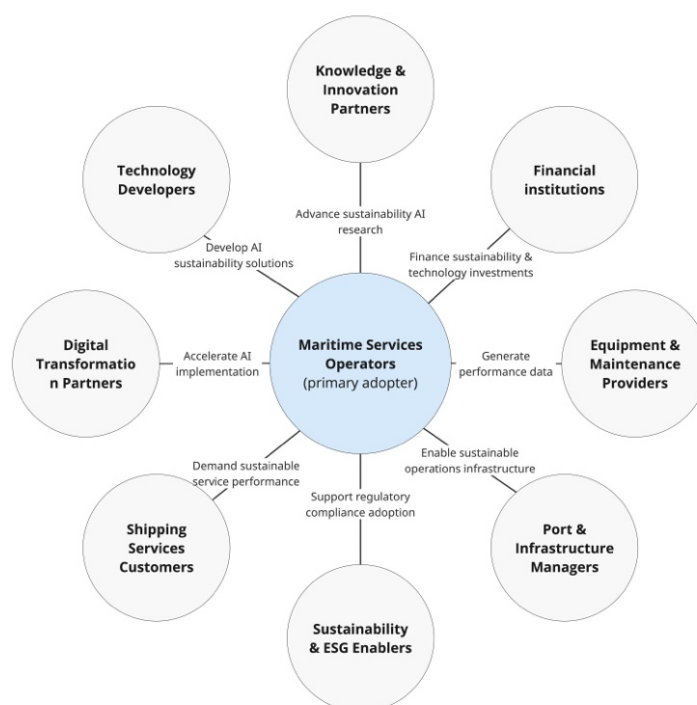 Knowledge &
Innovation
Partners
Technology
Developers
Financial
institutions
Advance sustainability AI
research
Develop AI
sustainability solutions
Finance sustainability &
technology investments
Digital
Transformatio
n Partners
Accelerate AI
implementation
Maritime Services
Operators
(primary adopter)
Generate
performance data
Equipment &
Maintenance
Providers
Demand sustainable
service performance
Enable sustainable
operations infrastructure
Support regulatory
compliance adoption
Shipping
Services
Customers
Port &
Infrastructure
Managers
Sustainability
& ESG Enablers